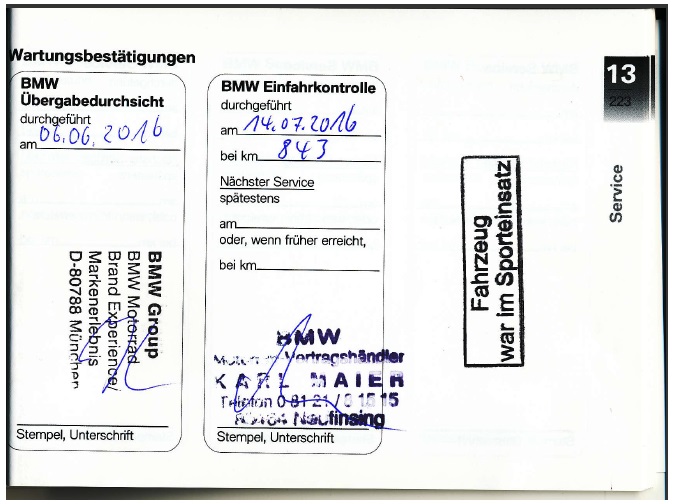 Wartungsbestätigungen
BMW
Übergabedurchsicht
durchgeführt
am 06.06.2016
BMW Group
BMW Motorrad
Brand Experience/
Markenerlebnis
D-80788 München
Stempel, Unterschrift
BMW Einfahrkontrolle
durchgeführt
am 14.07.2016
bei km 843
Nächster Service
spätestens
am
oder, wenn früher erreicht,
bei km
BMW
Vertragshändler
KARL MAIER
Telefon 0 81 21 / 15
Neufinsing
Stempel, Unterschrift
Fahrzeug
war im Sporteinsatz
13
223
Service